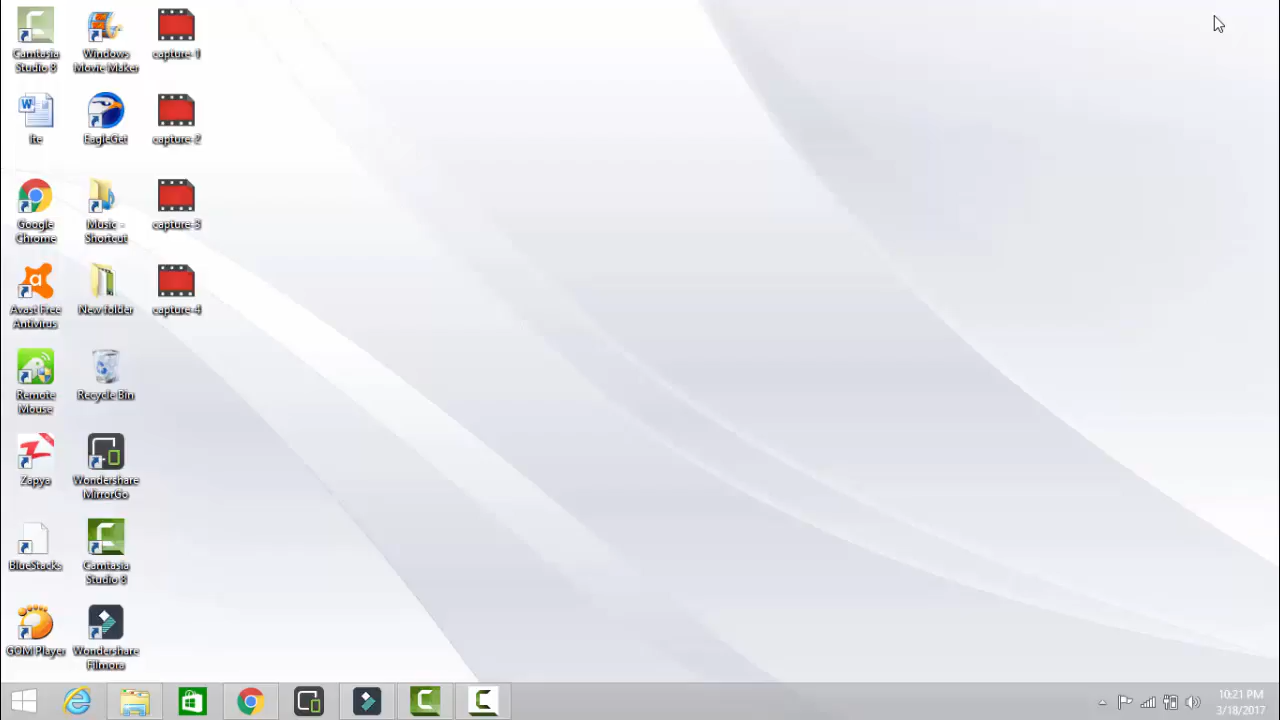 Camtasia
Studio 8
Windows
Movie Maker
capture-1
lte
EagleGet
capture-2
Google
Chrome
Music -
Shortcut
capture-3
Avast Free
Antivirus
New folder
capture-4
Remote
Mouse
Recycle Bin
Zapya
Wondershare
MirrorGo
BlueStacks
Camtasia
Studio 8
GOM Player
Wondershare
Filmora
10:21 PM
3/18/2017